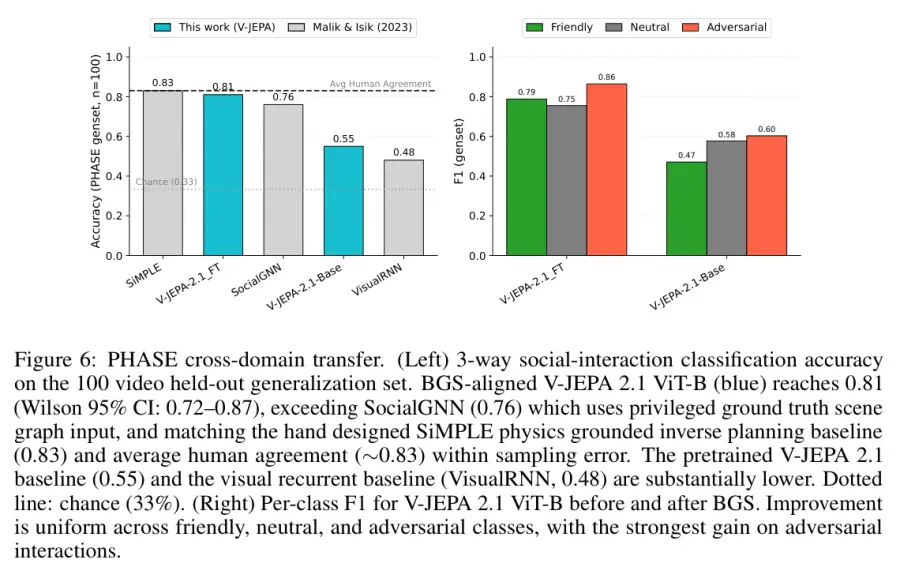 This work (V-JEPA) Malik & Isik (2023)
Accuracy (PHASE genset, n=100)
1.0
0.8
0.6
0.4
0.2
0.0
Avg Human Agreement
Chance (0.33)
0.83
0.81
0.76
0.55
0.48
SiMPLE
V-JEPA-2.1_FT
SocialGNN
V-JEPA-2.1-Base
VisualRNN
Friendly Neutral Adversarial
F1 (genset)
1.0
0.8
0.6
0.4
0.2
0.0
0.79
0.75
0.86
0.47
0.58
0.60
V-JEPA-2.1_FT
V-JEPA-2.1-Base
Figure 6: PHASE cross-domain transfer. (Left) 3-way social-interaction classification accuracy
on the 100 video held-out generalization set. BGS-aligned V-JEPA 2.1 ViT-B (blue) reaches 0.81
(Wilson 95% CI: 0.72–0.87), exceeding SocialGNN (0.76) which uses privileged ground truth scene
graph input, and matching the hand designed SiMPLE physics grounded inverse planning baseline
(0.83) and average human agreement (∼0.83) within sampling error. The pretrained V-JEPA 2.1
baseline (0.55) and the visual recurrent baseline (VisualRNN, 0.48) are substantially lower. Dotted
line: chance (33%). (Right) Per-class F1 for V-JEPA 2.1 ViT-B before and after BGS. Improvement
is uniform across friendly, neutral, and adversarial classes, with the strongest gain on adversarial
interactions.